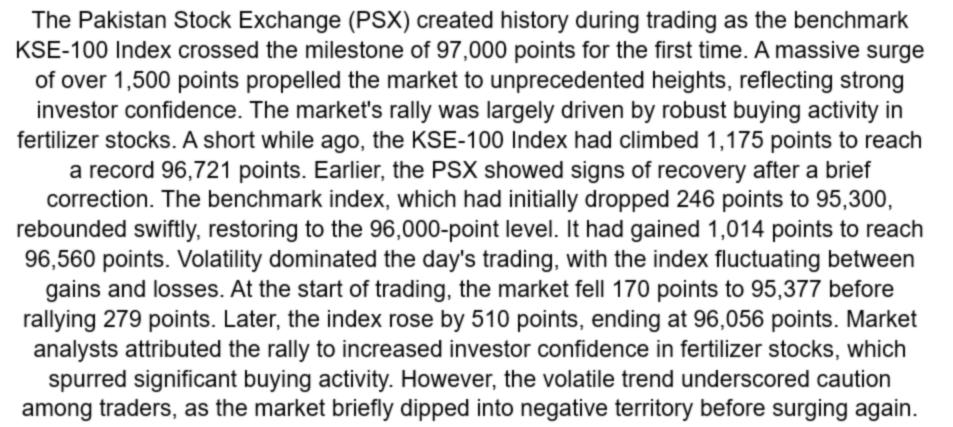 The Pakistan Stock Exchange (PSX) created history during trading as the benchmark
KSE-100 Index crossed the milestone of 97,000 points for the first time. A massive surge
of over 1,500 points propelled the market to unprecedented heights, reflecting strong
investor confidence. The market's rally was largely driven by robust buying activity in
fertilizer stocks. A short while ago, the KSE-100 Index had climbed 1,175 points to reach
a record 96,721 points. Earlier, the PSX showed signs of recovery after a brief
correction. The benchmark index, which had initially dropped 246 points to 95,300,
rebounded swiftly, restoring to the 96,000-point level. It had gained 1,014 points to reach
96,560 points. Volatility dominated the day's trading, with the index fluctuating between
gains and losses. At the start of trading, the market fell 170 points to 95,377 before
rallying 279 points. Later, the index rose by 510 points, ending at 96,056 points. Market
analysts attributed the rally to increased investor confidence in fertilizer stocks, which
spurred significant buying activity. However, the volatile trend underscored caution
among traders, as the market briefly dipped into negative territory before surging again.